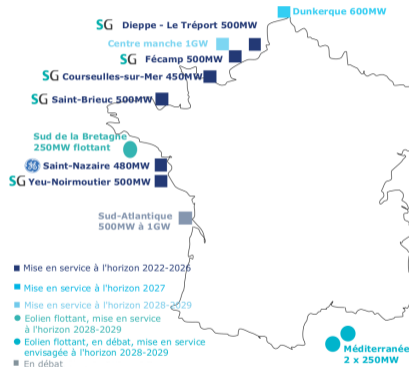 Dunkerque 600MW
SG Dieppe - Le Tréport 500MW
Centre manche 1GW
SG Fécamp 500MW
SG Courseulles-sur-Mer 450MW
SG Saint-Brieuc 500MW
Sud de la Bretagne
250MW flottant
GE Saint-Nazaire 480MW
SG Yeu-Noirmoutier 500MW
Sud-Atlantique
500MW à 1GW
Mise en service à l'horizon 2022-2026
Mise en service à l'horizon 2027
Mise en service à l'horizon 2028-2029
Eolien flottant, mise en service
à l'horizon 2028-2029
Eolien flottant, en débat, mise en service
envisagée à l'horizon 2028-2029
En débat
Méditerranée
2 x 250MW